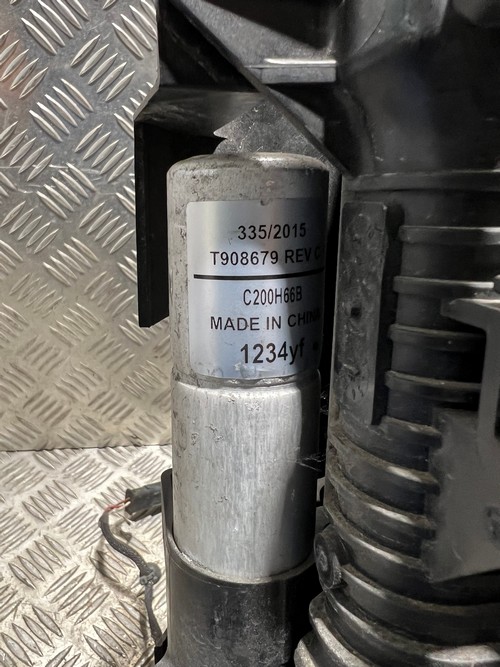 335/2015
T908679 REV C
C200H66B
MADE IN CHINA
1234yf